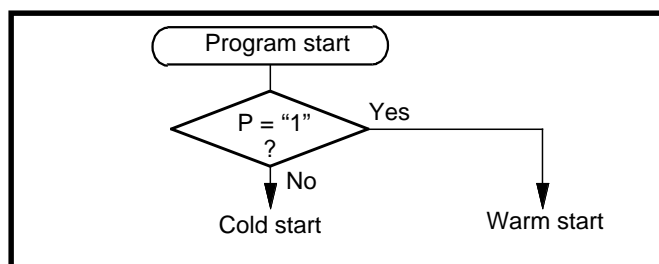 Program start
P = “1”
?
Yes
No
Cold start
Warm start